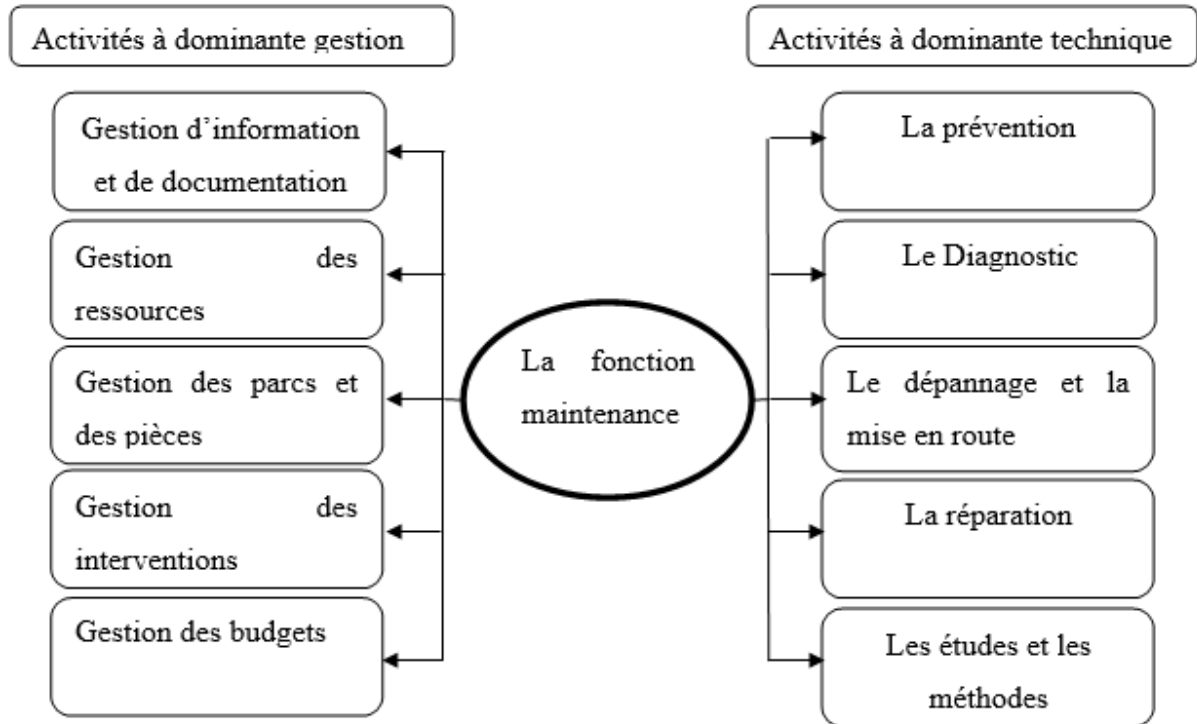 Activités à dominante gestion
Gestion d’information
et de documentation
Gestion des
ressources
Gestion des parcs et
des pièces
Gestion des
interventions
Gestion des budgets
La fonction
maintenance
Activités à dominante technique
La prévention
Le Diagnostic
Le dépannage et la
mise en route
La réparation
Les études et les
méthodes